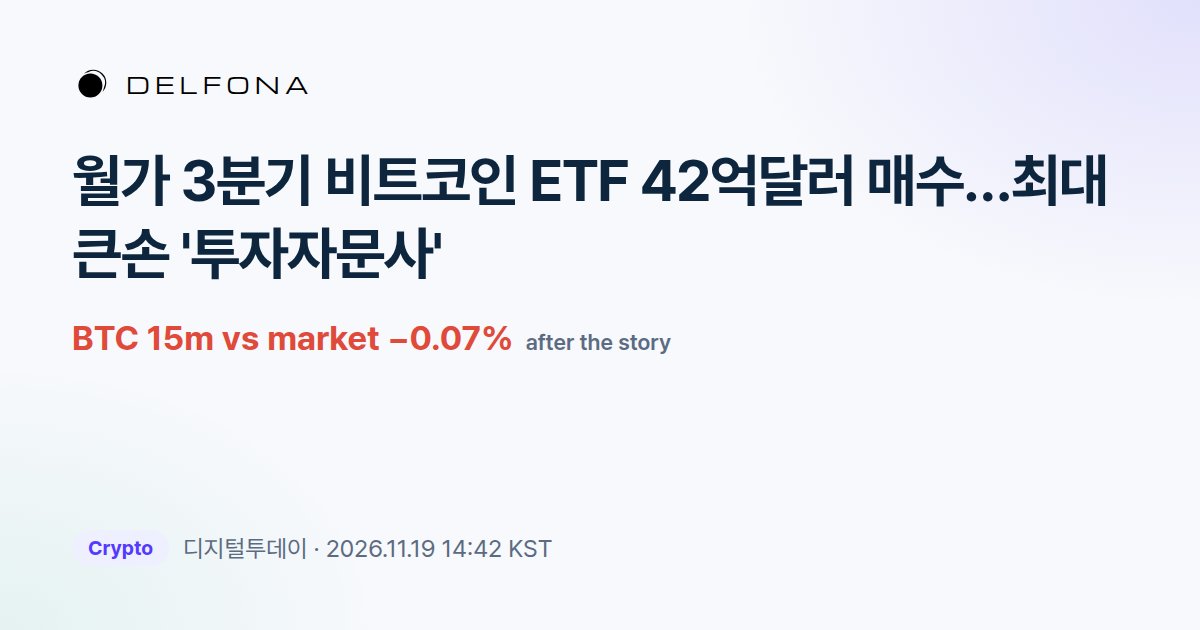 DELFONA
월가 3분기 비트코인 ETF 42억달러 매수...최대
큰손 '투자자문사'
BTC 15m vs market −0.07% after the story
Crypto 디지털투데이 · 2026.11.19 14:42 KST